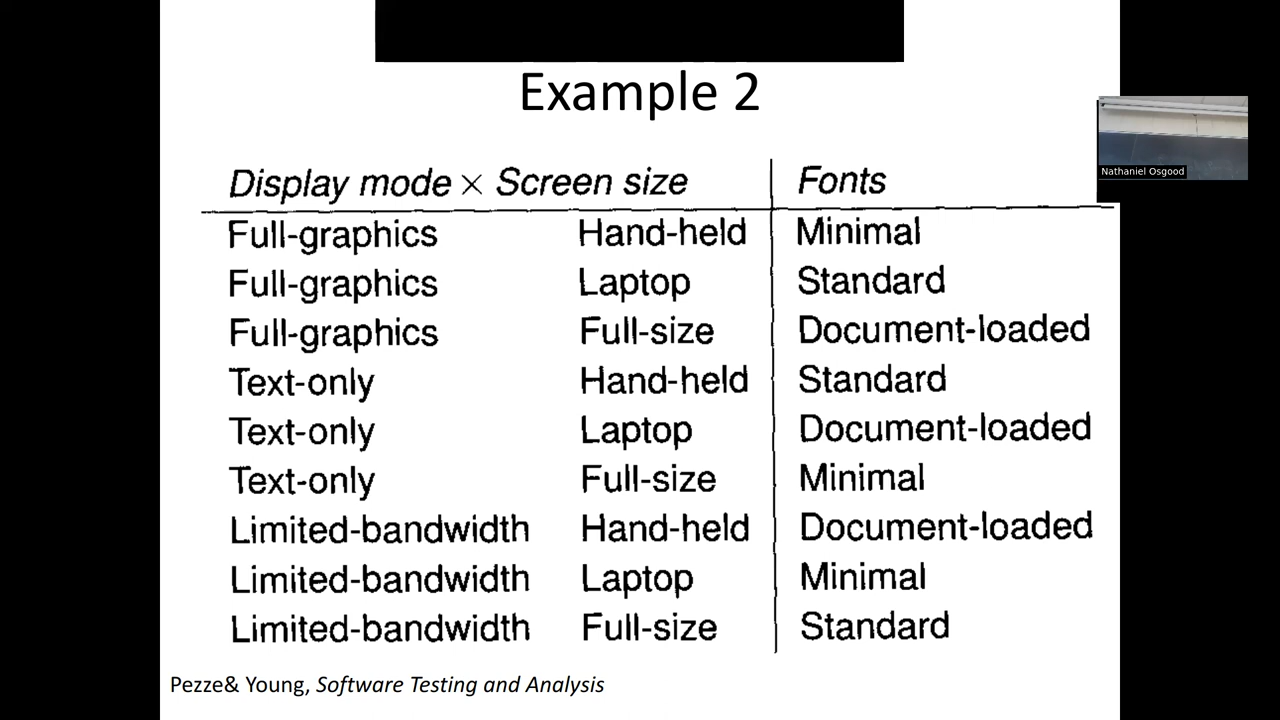 Example 2
Nathaniel Osgood
Display mode × Screen size Fonts
Full-graphics Hand-held Minimal
Full-graphics Laptop Standard
Full-graphics Full-size Document-loaded
Text-only Hand-held Standard
Text-only Laptop Document-loaded
Text-only Full-size Minimal
Limited-bandwidth Hand-held Document-loaded
Limited-bandwidth Laptop Minimal
Limited-bandwidth Full-size Standard
Pezze& Young, Software Testing and Analysis